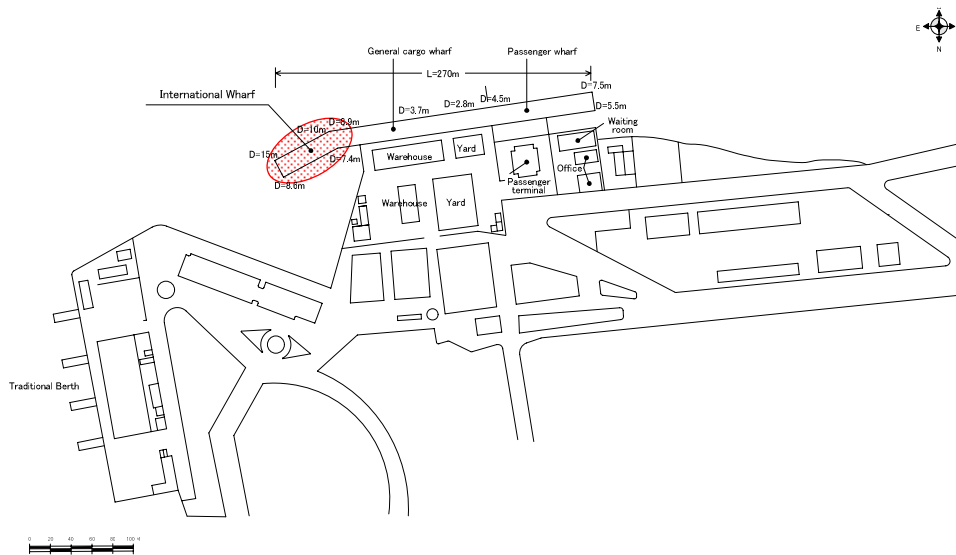 E
N
General cargo wharf
Passenger wharf
L=270m
D=7.5m
International Wharf
D=4.5m
D=2.8m
D=3.7m
D=5.5m
D=8.9m
D=10m
Waiting
room
D=15m
D=7.4m
Warehouse
Yard
Office
D=8.6m
Passenger
terminal
Warehouse
Yard
Traditional Berth
0 20 40 60 80 100